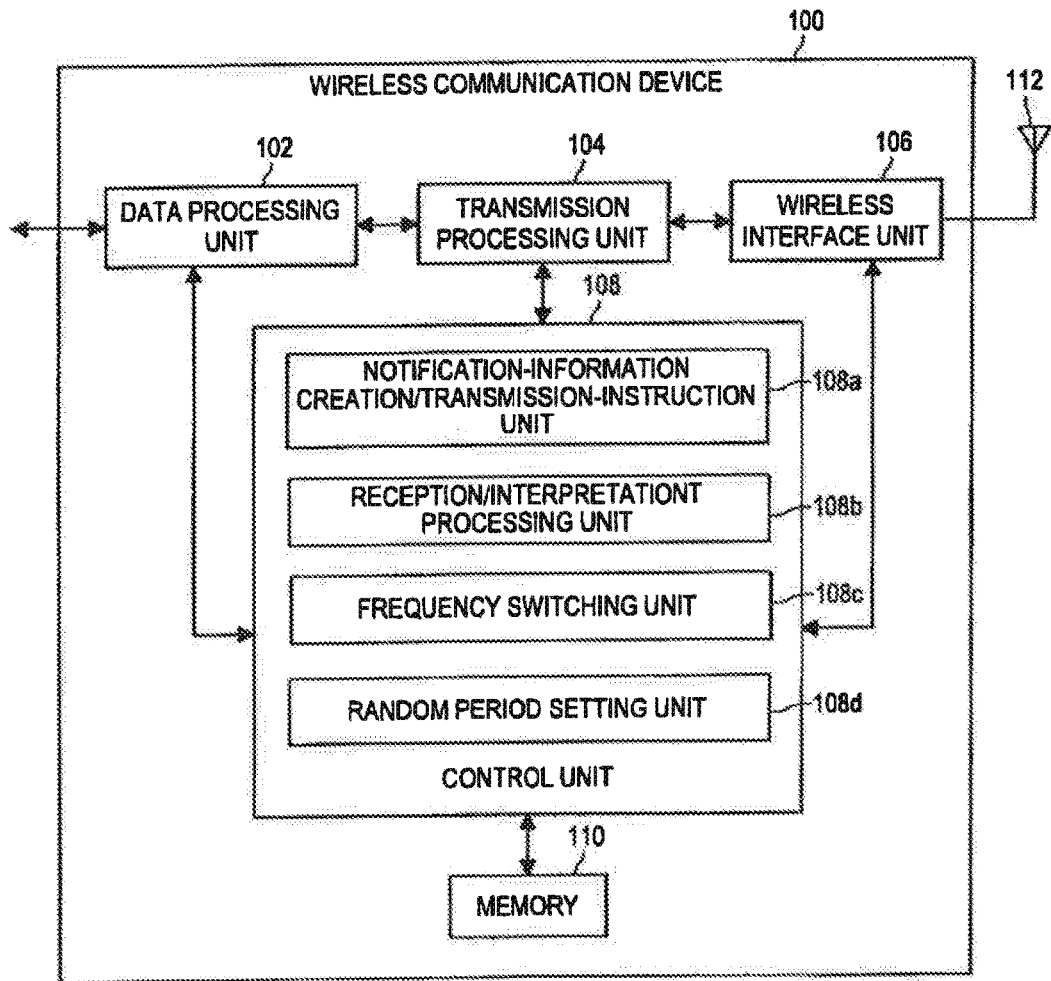 100
WIRELESS COMMUNICATION DEVICE
112
102
104
106
DATA PROCESSING
UNIT
TRANSMISSION
PROCESSING UNIT
WIRELESS
INTERFACE UNIT
108
NOTIFICATION-INFORMATION
CREATION/TRANSMISSION-INSTRUCTION
UNIT
108a
RECEPTION/INTERPRETATIONT
PROCESSING UNIT
108b
FREQUENCY SWITCHING UNIT
108c
RANDOM PERIOD SETTING UNIT
108d
CONTROL UNIT
110
MEMORY